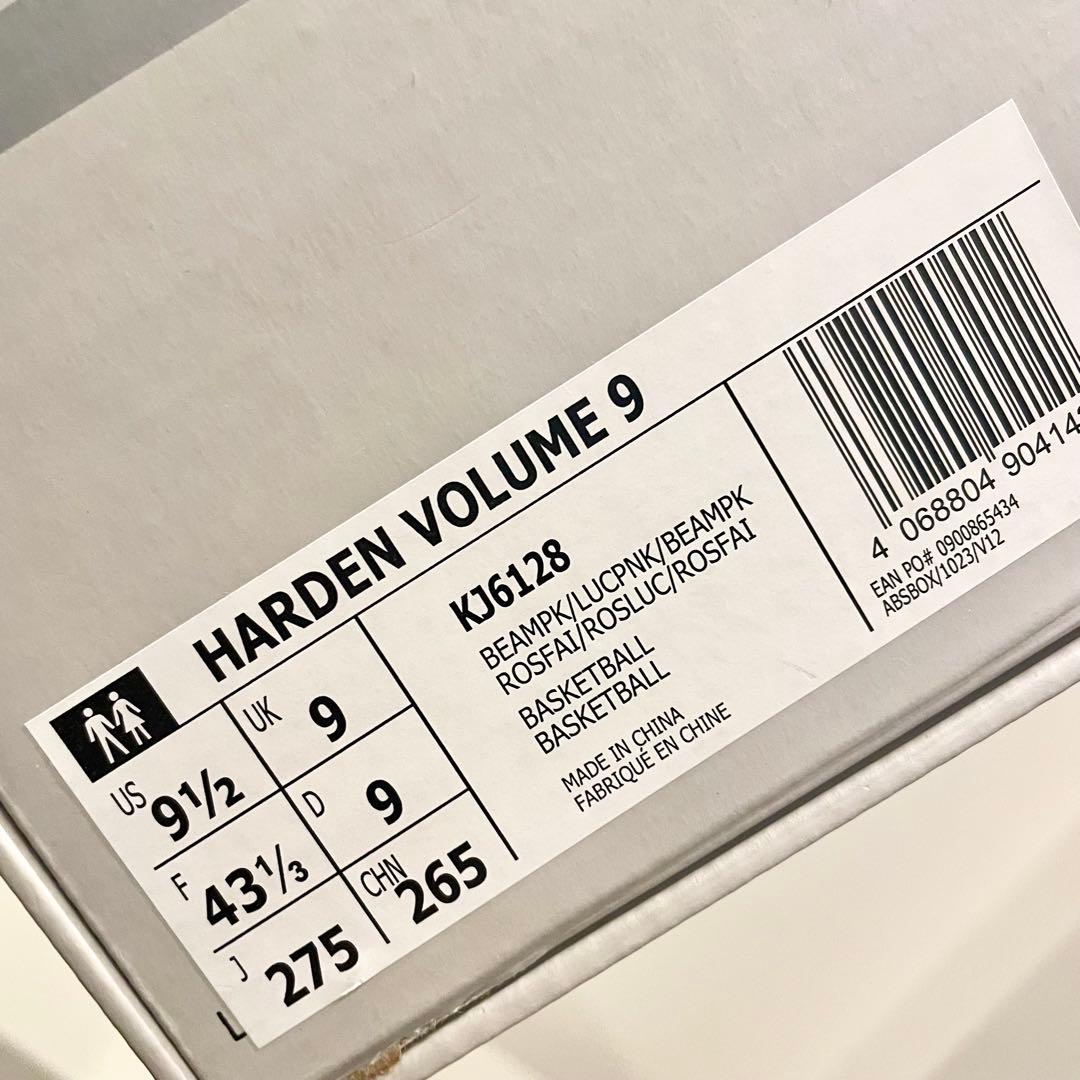 HARDEN VOLUME 9
US 9½
UK 9
F 43⅓
D 9
J 275
CHN 265
KJ6128
BEAMPK/LUCPNK/BEAMPK
ROSFAI/ROSLUC/ROSFAI
BASKETBALL
BASKETBALL
MADE IN CHINA
FABRIQUÉ EN CHINE
4 068804 90414
EAN PO# 0900865434
ABSBOX/1023/V12
L